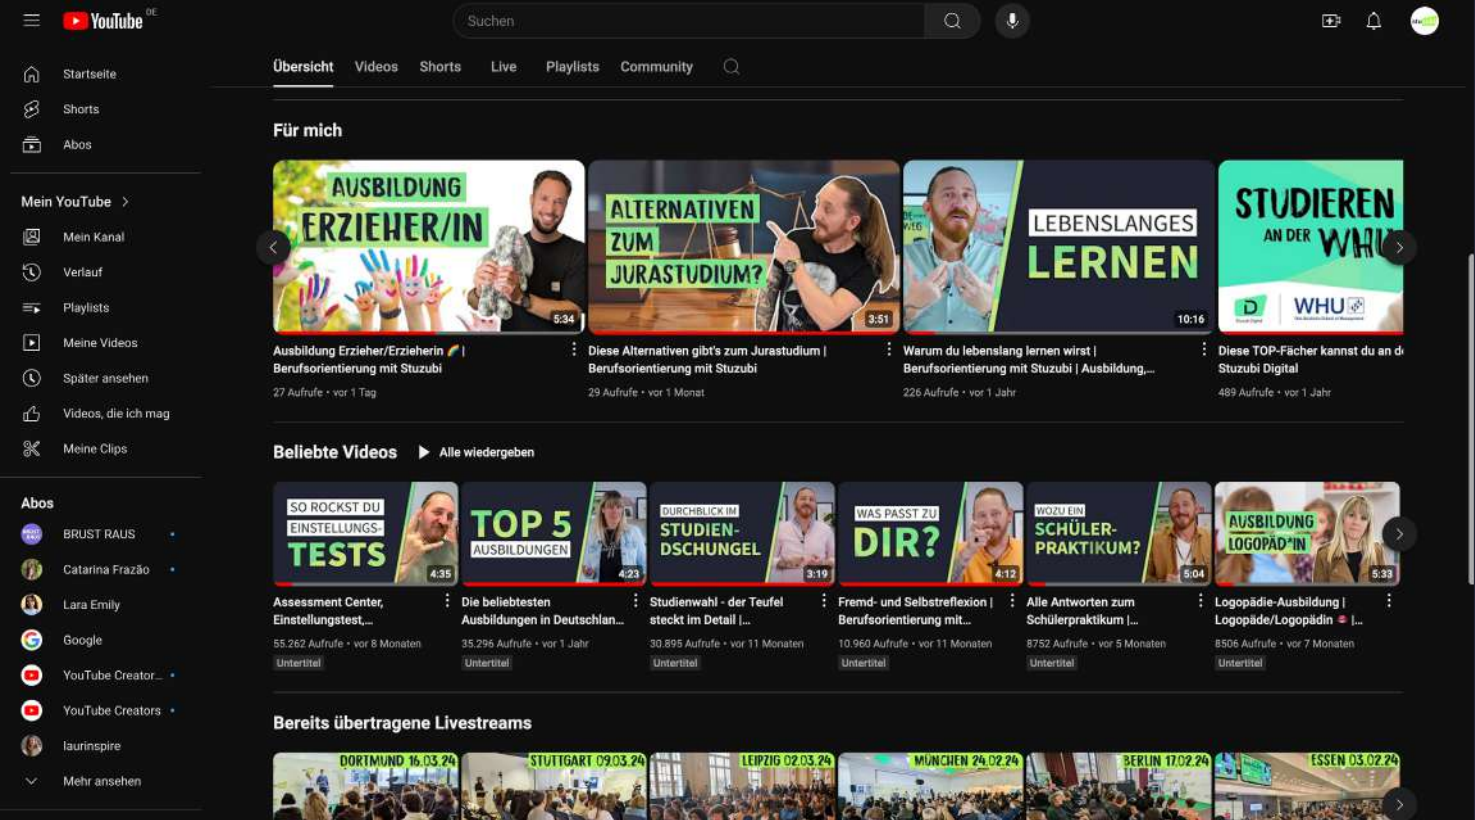 YouTube DE
Suchen
Startseite
Shorts
Abos
Mein YouTube
Mein Kanal
Verlauf
Playlists
Meine Videos
Später ansehen
Videos, die ich mag
Meine Clips
Abos
BRUST RAUS
Catarina Frazão
Lara Emily
Google
YouTube Creator...
YouTube Creators
laurinspire
Mehr ansehen
Übersicht
Videos
Shorts
Live
Playlists
Community
Für mich
AUSBILDUNG
ERZIEHER/IN
5:34
Ausbildung Erzieher/Erzieherin 🌈 |
Berufsorientierung mit Stuzubi
27 Aufrufe • vor 1 Tag
ALTERNATIVEN
ZUM
JURASTUDIUM?
3:51
Diese Alternativen gibt's zum Jurastudium |
Berufsorientierung mit Stuzubi
29 Aufrufe • vor 1 Monat
LEBENSLANGES
LERNEN
10:16
Warum du lebenslang lernen wirst |
Berufsorientierung mit Stuzubi | Ausbildung,...
226 Aufrufe • vor 1 Jahr
STUDIEREN
AN DER WHU
WHU
Diese TOP-Fächer kannst du an d
Stuzubi Digital
489 Aufrufe • vor 1 Jahr
Beliebte Videos
Alle wiedergeben
SO ROCKST DU
EINSTELLUNGS-
TESTS
4:35
Assessment Center,
Einstellungstest,...
55.262 Aufrufe • vor 8 Monaten
Untertitel
TOP 5
AUSBILDUNGEN
4:23
Die beliebtesten
Ausbildungen in Deutschlan...
35.296 Aufrufe • vor 1 Jahr
Untertitel
DURCHBLICK IM
STUDIEN-
DSCHUNGEL
3:19
Studienwahl - der Teufel
steckt im Detail |...
30.895 Aufrufe • vor 11 Monaten
Untertitel
WAS PASST ZU
DIR?
4:12
Fremd- und Selbstreflexion |
Berufsorientierung mit...
10.960 Aufrufe • vor 11 Monaten
Untertitel
WOZU EIN
SCHÜLER-
PRAKTIKUM?
5:04
Alle Antworten zum
Schülerpraktikum |...
8752 Aufrufe • vor 5 Monaten
Untertitel
AUSBILDUNG
LOGOPÄD*IN
5:33
Logopädie-Ausbildung |
Logopäde/Logopädin |...
8506 Aufrufe • vor 7 Monaten
Untertitel
Bereits übertragene Livestreams
DORTMUND 16.03.24
STUTTGART 09.03.24
LEIPZIG 02.03.24
MÜNCHEN 24.02.24
BERLIN 17.02.24
ESSEN 03.02.24